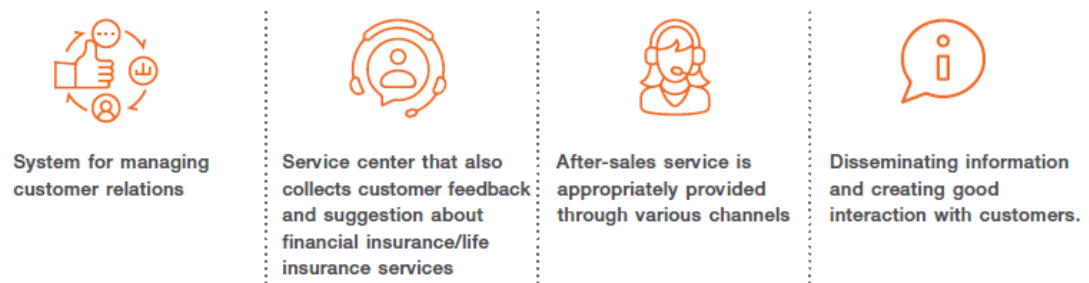 System for managing
customer relations
Service center that also
collects customer feedback
and suggestion about
financial insurance/life
insurance services
After-sales service is
appropriately provided
through various channels
Disseminating information
and creating good
interaction with customers.